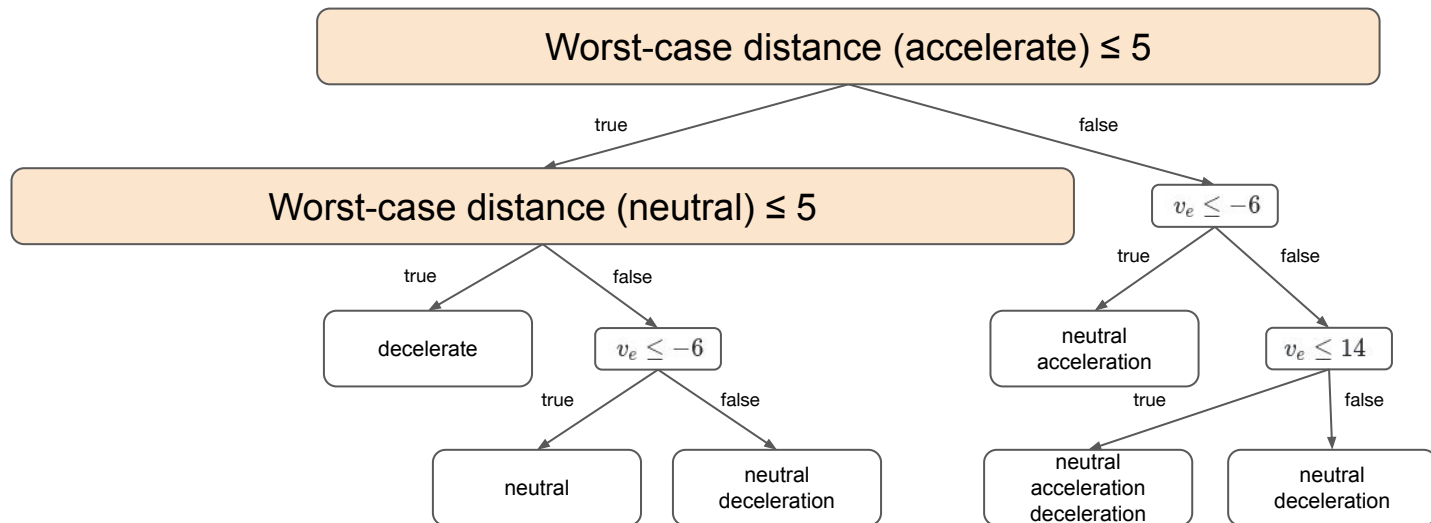 Worst-case distance (accelerate) ≤ 5
true
false
Worst-case distance (neutral) ≤ 5
v_e ≤ −6
true
false
true
false
decelerate
v_e ≤ −6
neutral
acceleration
v_e ≤ 14
true
false
true
false
neutral
neutral
deceleration
neutral
acceleration
deceleration
neutral
deceleration